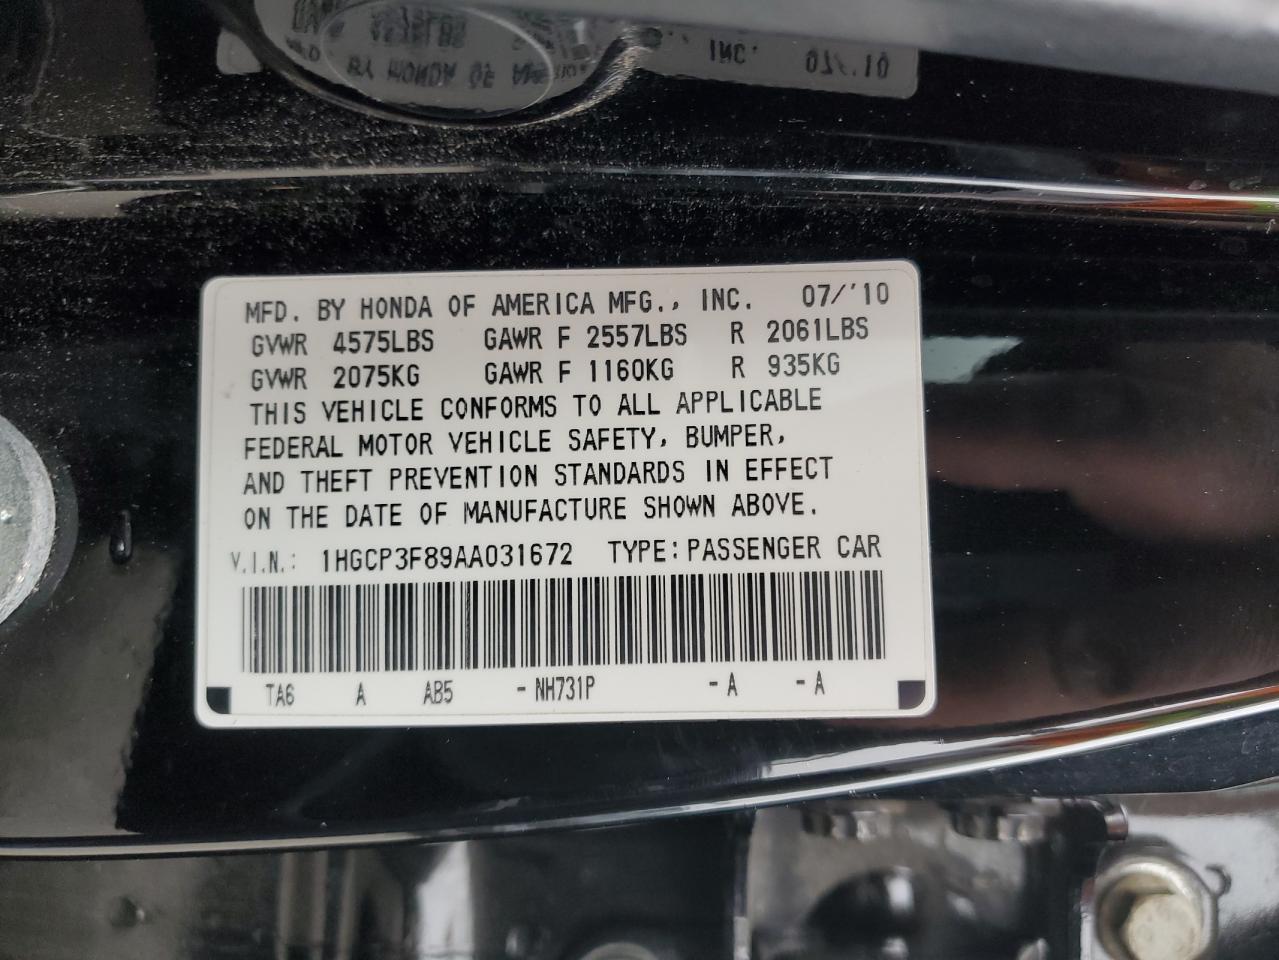 MFD. BY HONDA OF AMERICA MFG., INC. 07/'10
GVWR 4575LBS GAWR F 2557LBS R 2061LBS
GVWR 2075KG GAWR F 1160KG R 935KG
THIS VEHICLE CONFORMS TO ALL APPLICABLE
FEDERAL MOTOR VEHICLE SAFETY, BUMPER,
AND THEFT PREVENTION STANDARDS IN EFFECT
ON THE DATE OF MANUFACTURE SHOWN ABOVE.
V.I.N.: 1HGCP3F89AA031672 TYPE: PASSENGER CAR
TA6 A AB5 -NH731P -A -A